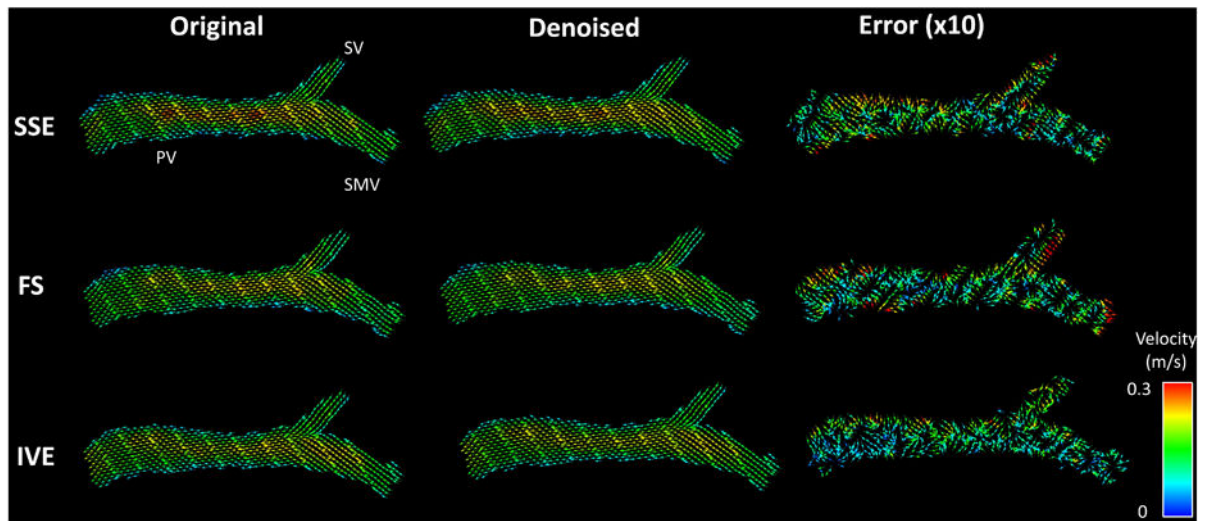 Original
Denoised
Error (x10)
SV
SSE
PV
SMV
FS
Velocity
(m/s)
0.3
IVE
0